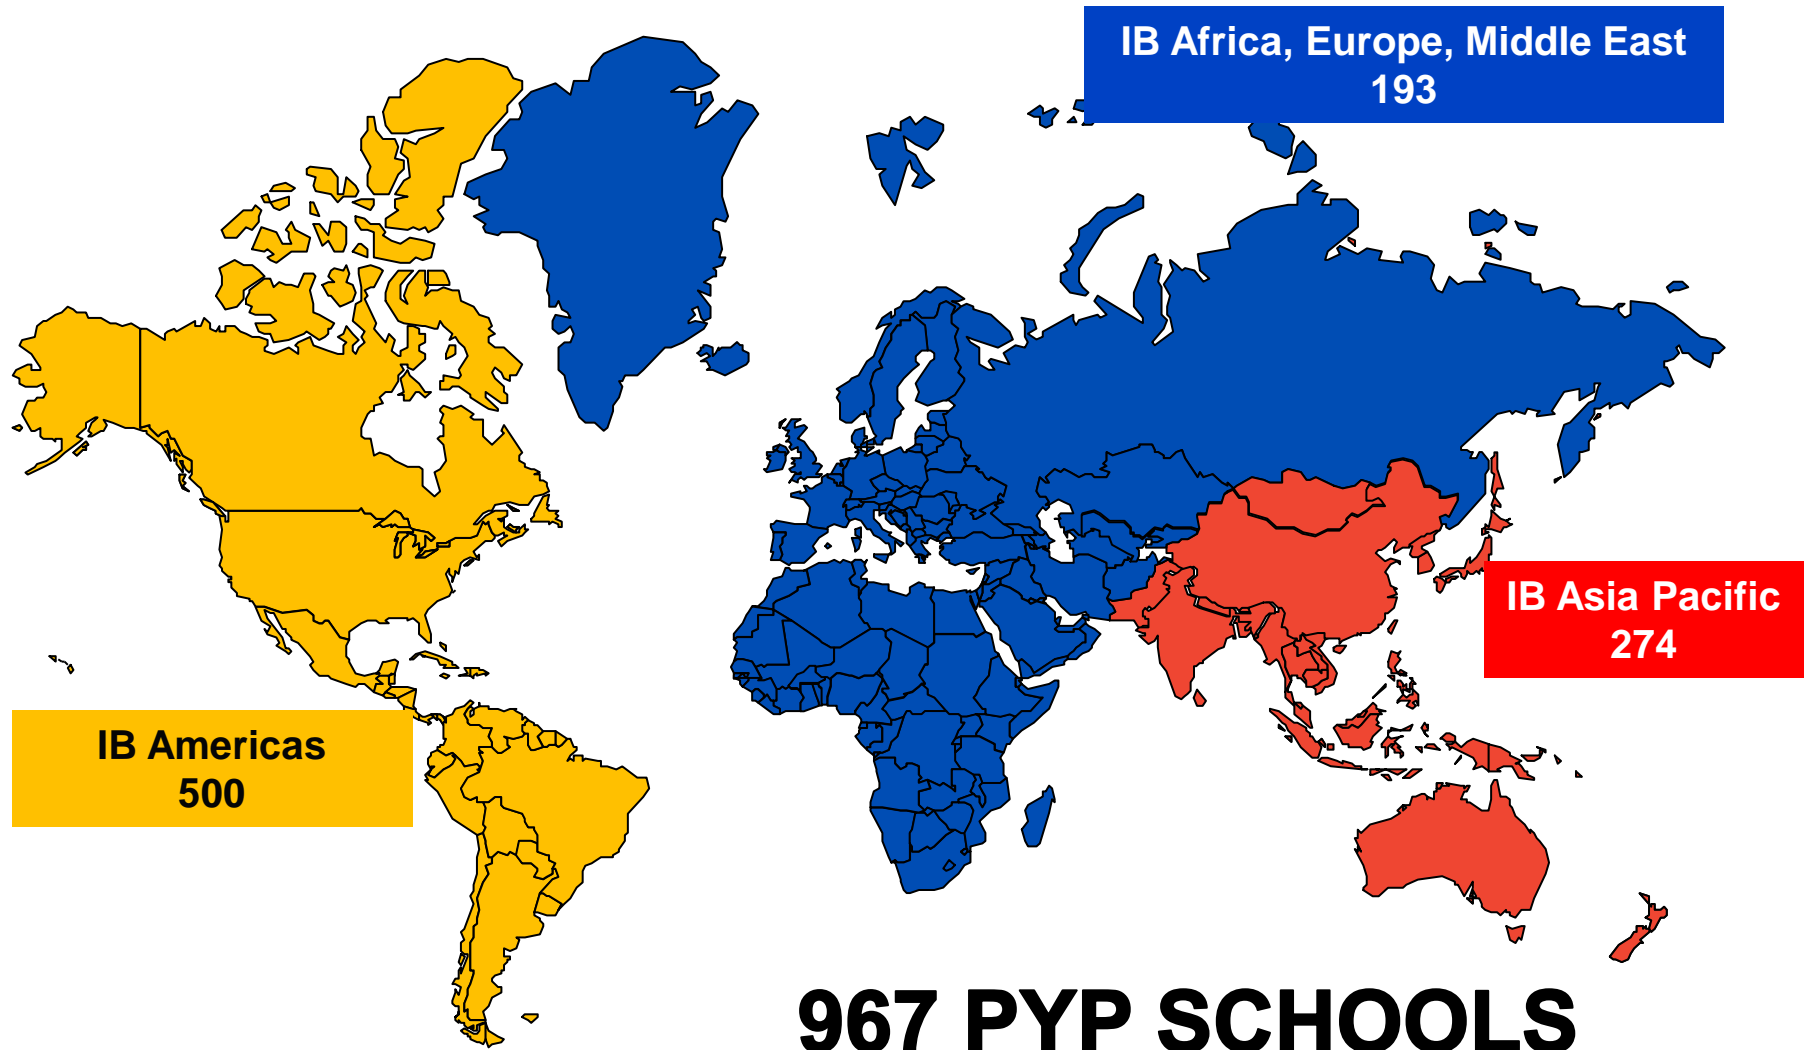 IB Africa, Europe, Middle East
193
IB Asia Pacific
274
IB Americas
500
967 PYP SCHOOLS